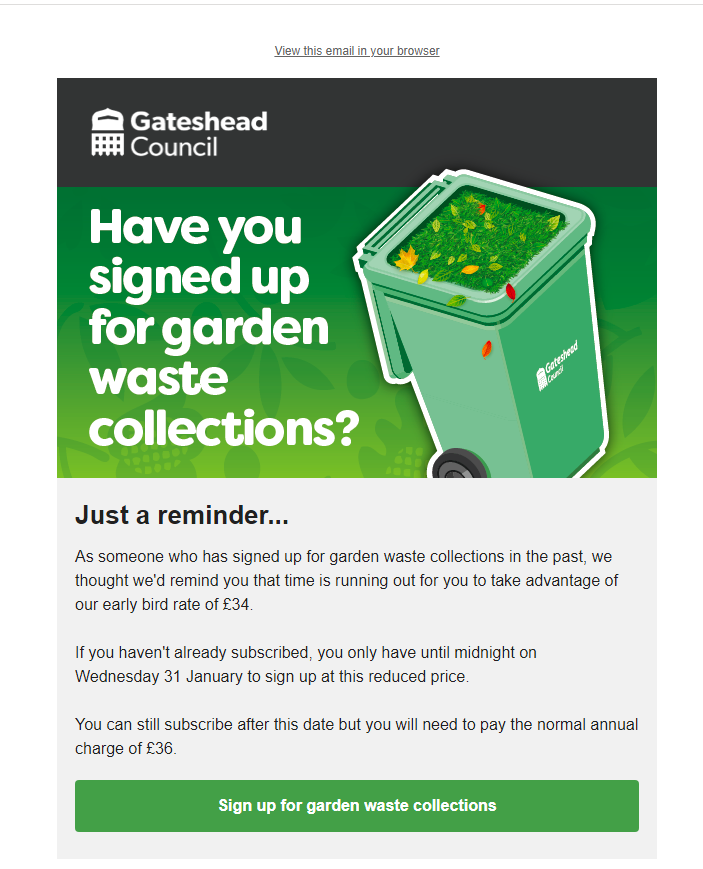 View this email in your browser
Gateshead
Council
Have you
signed up
for garden
waste
collections?
Gateshead
Council
Just a reminder...
As someone who has signed up for garden waste collections in the past, we
thought we'd remind you that time is running out for you to take advantage of
our early bird rate of £34.
If you haven't already subscribed, you only have until midnight on
Wednesday 31 January to sign up at this reduced price.
You can still subscribe after this date but you will need to pay the normal annual
charge of £36.
Sign up for garden waste collections